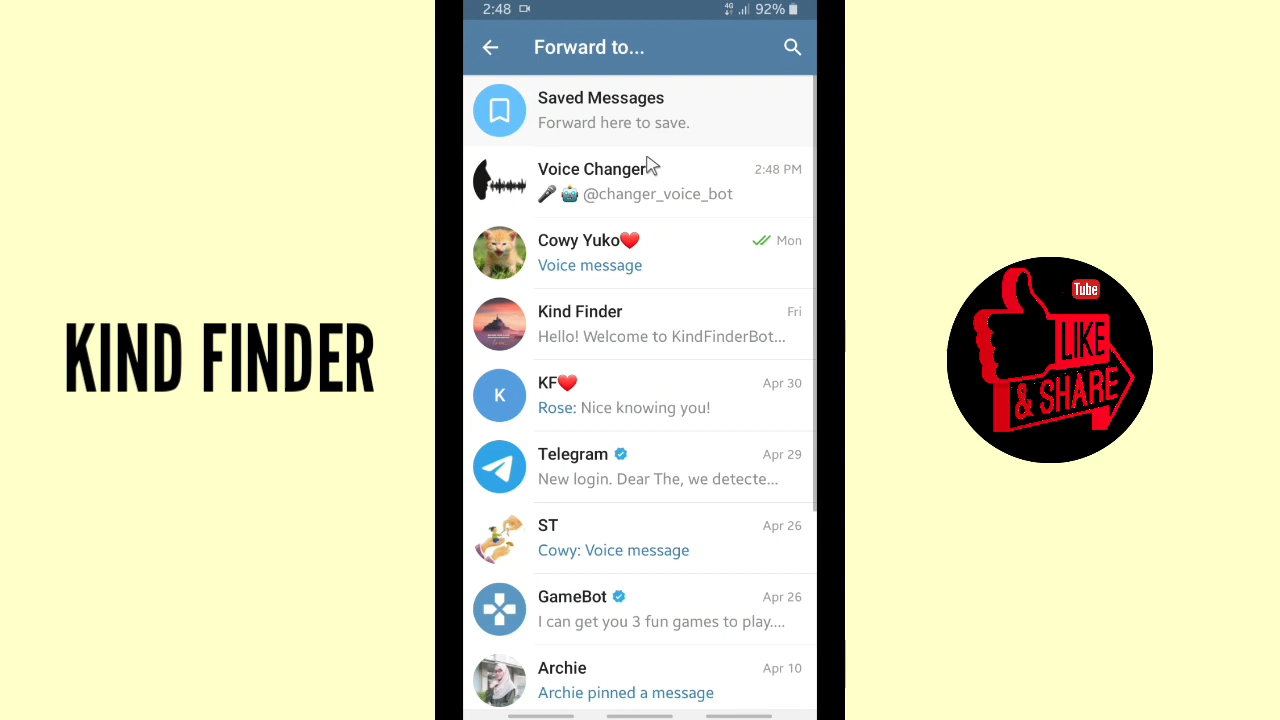 2:48
4G
92%
Forward to...
Saved Messages
Forward here to save.
Voice Changer
2:48 PM
🎤 🤖 @changer_voice_bot
Cowy Yuko❤️
Mon
Voice message
Kind Finder
Fri
Hello! Welcome to KindFinderBot...
KF❤️
Apr 30
K
Rose: Nice knowing you!
Telegram
Apr 29
New login. Dear The, we detecte...
ST
Apr 26
Cowy: Voice message
GameBot
Apr 26
I can get you 3 fun games to play....
Archie
Apr 10
Archie pinned a message
KIND FINDER
Tube
LIKE
& SHARE